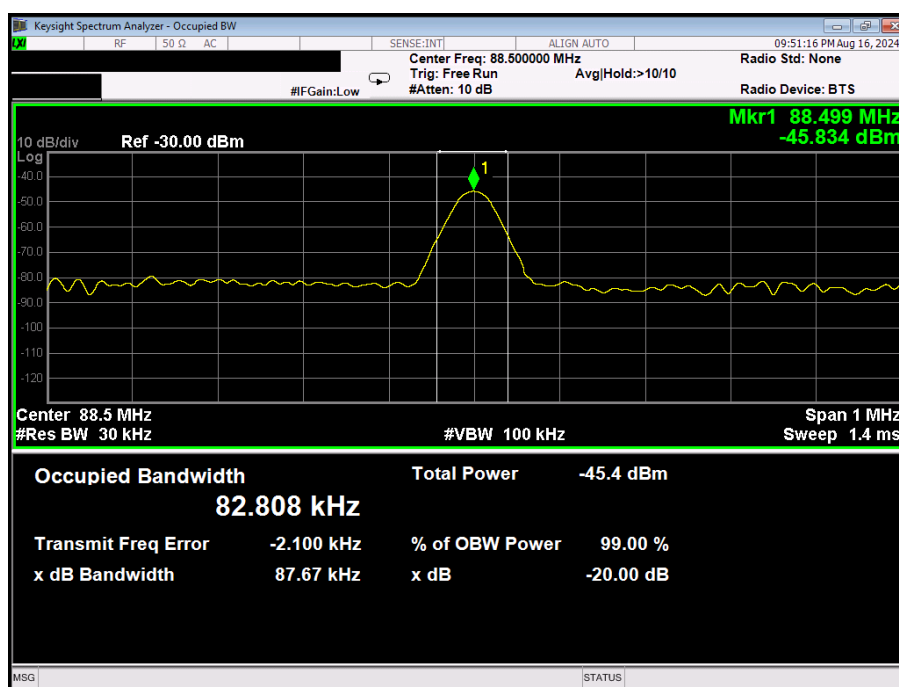 Keysight Spectrum Analyzer - Occupied BW
LXI RF 50 Ω AC SENSE:INT ALIGN AUTO 09:51:16 PM Aug 16, 2024
Center Freq: 88.500000 MHz Radio Std: None
Trig: Free Run Avg|Hold:>10/10
#IFGain:Low #Atten: 10 dB Radio Device: BTS
Mkr1 88.499 MHz
10 dB/div Ref -30.00 dBm -45.834 dBm
Log
1
-40.0
-50.0
-60.0
-70.0
-80.0
-90.0
-100
-110
-120
Center 88.5 MHz Span 1 MHz
#Res BW 30 kHz #VBW 100 kHz Sweep 1.4 ms
Occupied Bandwidth Total Power -45.4 dBm
82.808 kHz
Transmit Freq Error -2.100 kHz % of OBW Power 99.00 %
x dB Bandwidth 87.67 kHz x dB -20.00 dB
MSG STATUS